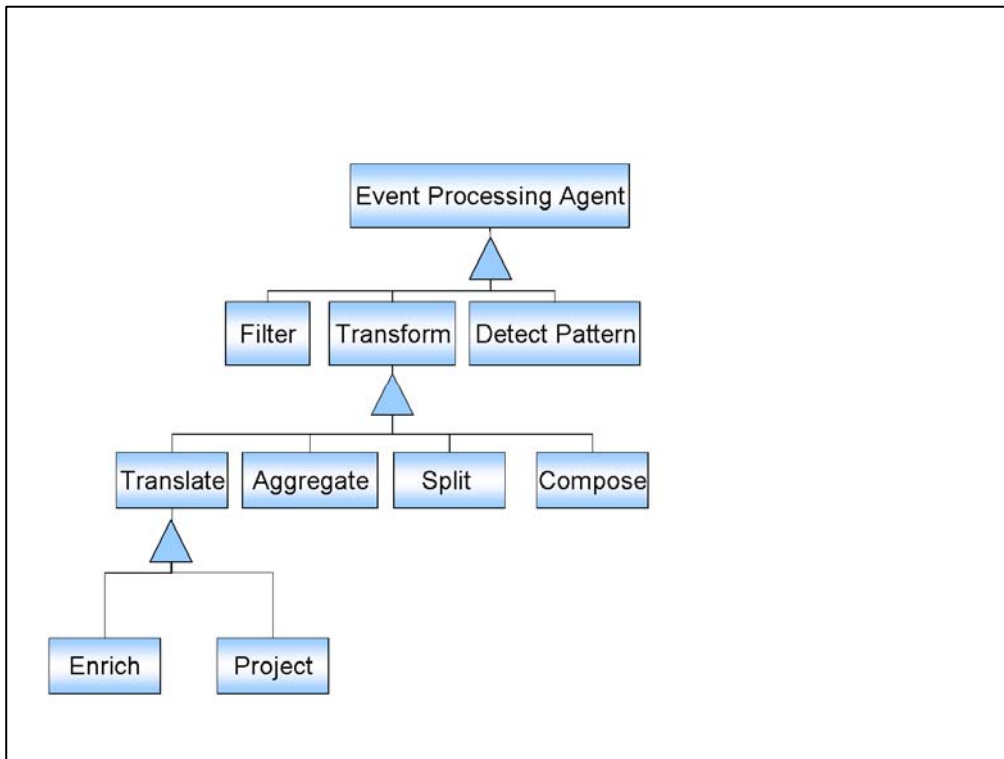 Event Processing Agent
Filter
Transform
Detect Pattern
Translate
Aggregate
Split
Compose
Enrich
Project